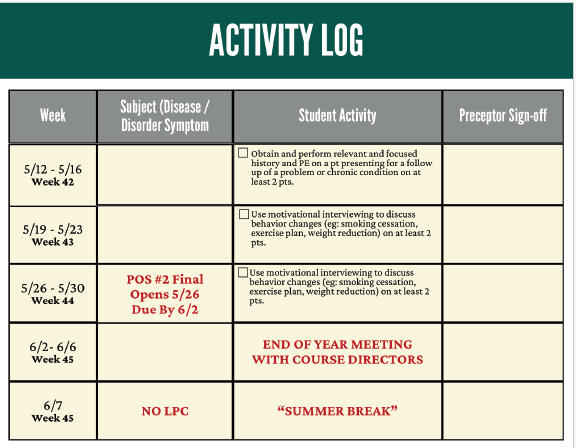 ACTIVITY LOG
Week
Subject (Disease /
Disorder Symptom
Student Activity
Preceptor Sign-off
5/12 - 5/16
Week 42
Obtain and perform relevant and focused
history and PE on a pt presenting for a follow
up of a problem or chronic condition on at
least 2 pts.
5/19 - 5/23
Week 43
Use motivational interviewing to discuss
behavior changes (eg: smoking cessation,
exercise plan, weight reduction) on at least 2
pts.
5/26 - 5/30
Week 44
POS #2 Final
Opens 5/26
Due By 6/2
Use motivational interviewing to discuss
behavior changes (eg: smoking cessation,
exercise plan, weight reduction) on at least 2
pts.
6/2- 6/6
Week 45
END OF YEAR MEETING
WITH COURSE DIRECTORS
6/7
Week 45
NO LPC
“SUMMER BREAK”